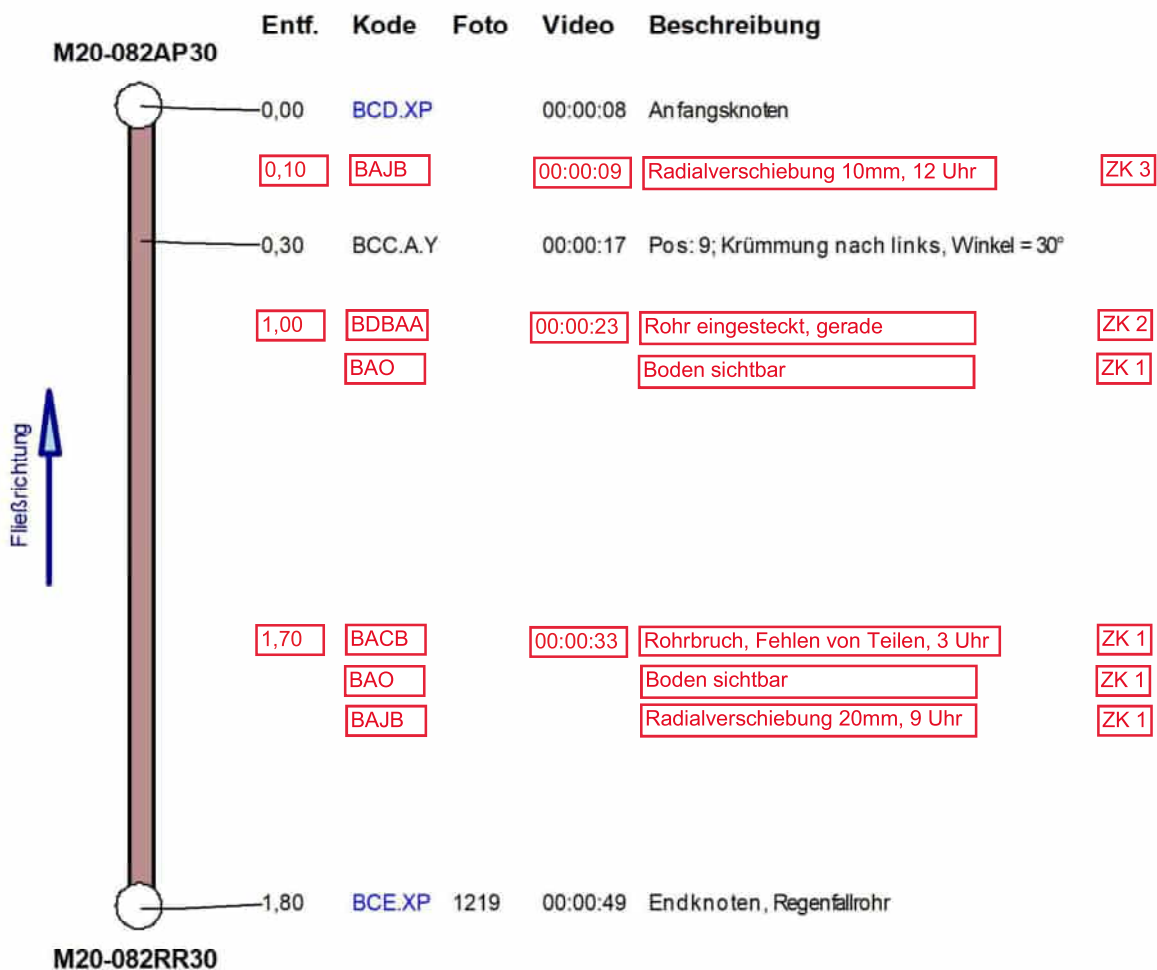 Entf. Kode Foto Video Beschreibung
M20-082AP30
0,00 BCD.XP 00:00:08 Anfangsknoten
0,10 BAJB 00:00:09 Radialverschiebung 10mm, 12 Uhr ZK 3
0,30 BCC.A.Y 00:00:17 Pos: 9; Krümmung nach links, Winkel = 30°
1,00 BDBAA 00:00:23 Rohr eingesteckt, gerade ZK 2
BAO Boden sichtbar ZK 1
Fließrichtung
1,70 BACB 00:00:33 Rohrbruch, Fehlen von Teilen, 3 Uhr ZK 1
BAO Boden sichtbar ZK 1
BAJB Radialverschiebung 20mm, 9 Uhr ZK 1
1,80 BCE.XP 1219 00:00:49 Endknoten, Regenfallrohr
M20-082RR30